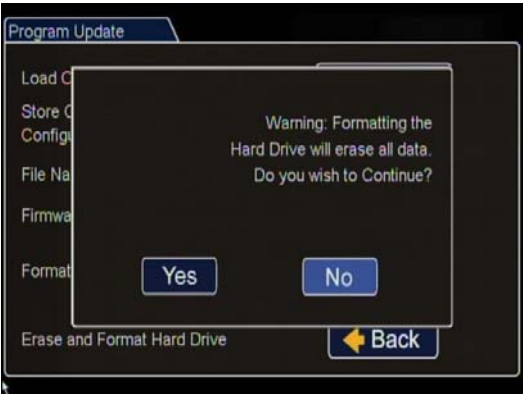 Program Update
Load C
Store C
Configu
File Na
Firmwa
Format
Warning: Formatting the
Hard Drive will erase all data.
Do you wish to Continue?
Yes
No
Erase and Format Hard Drive
Back